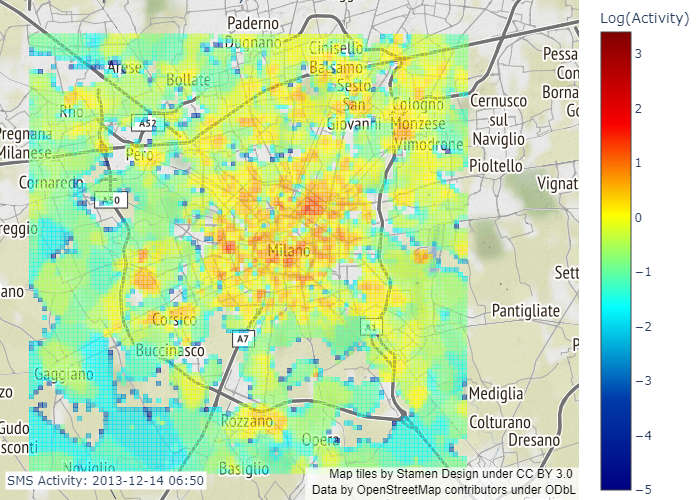 Log(Activity)
Paderno
Dugnano
Cinisello
Balsamo
Arese
Bollate
Sesto
San
Giovanni
Cologno
Monzese
Vimodrone
Cernusco
sul
Naviglio
Pessa
Con
Borna
Go
Rho
A52
Pregnana
Milanese
Pero
Pioltello
Cornaredo
A50
Vignat
reggio
Milano
Sett
ano
Corsico
Pantigliate
A1
A7
Buccinasco
P
Gaggiano
zo
Mediglia
Rozzano
Colturano
Gudo
sconti
Opera
Dresano
Noviglio
Basiglio
SMS Activity: 2013-12-14 06:50
Map tiles by Stamen Design under CC BY 3.0
Data by OpenStreetMap contributors under ODbL
3
2
1
0
−1
−2
−3
−4
−5